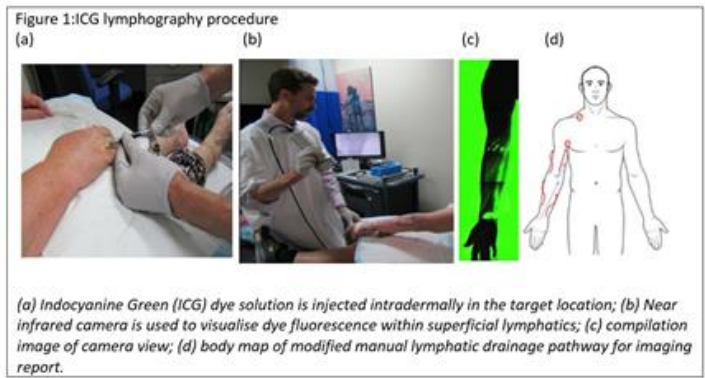 Figure 1:ICG lymphography procedure
(a) (b) (c) (d)
(a) Indocyanine Green (ICG) dye solution is injected intradermally in the target location; (b) Near
infrared camera is used to visualise dye fluorescence within superficial lymphatics; (c) compilation
image of camera view; (d) body map of modified manual lymphatic drainage pathway for imaging
report.